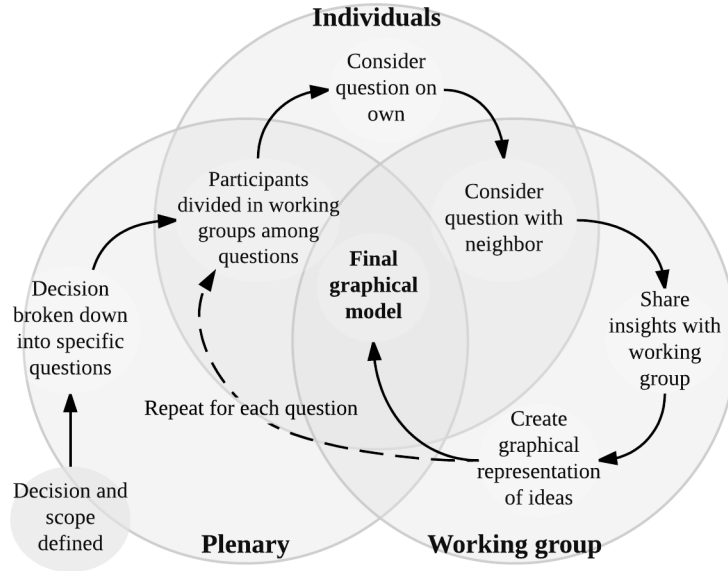 Individuals
Consider
question on
own
Participants
divided in working
groups among
questions
Consider
question with
neighbor
Final
graphical
model
Decision
broken down
into specific
questions
Share
insights with
working
group
Repeat for each question
Create
graphical
representation
of ideas
Decision and
scope
defined
Plenary
Working group